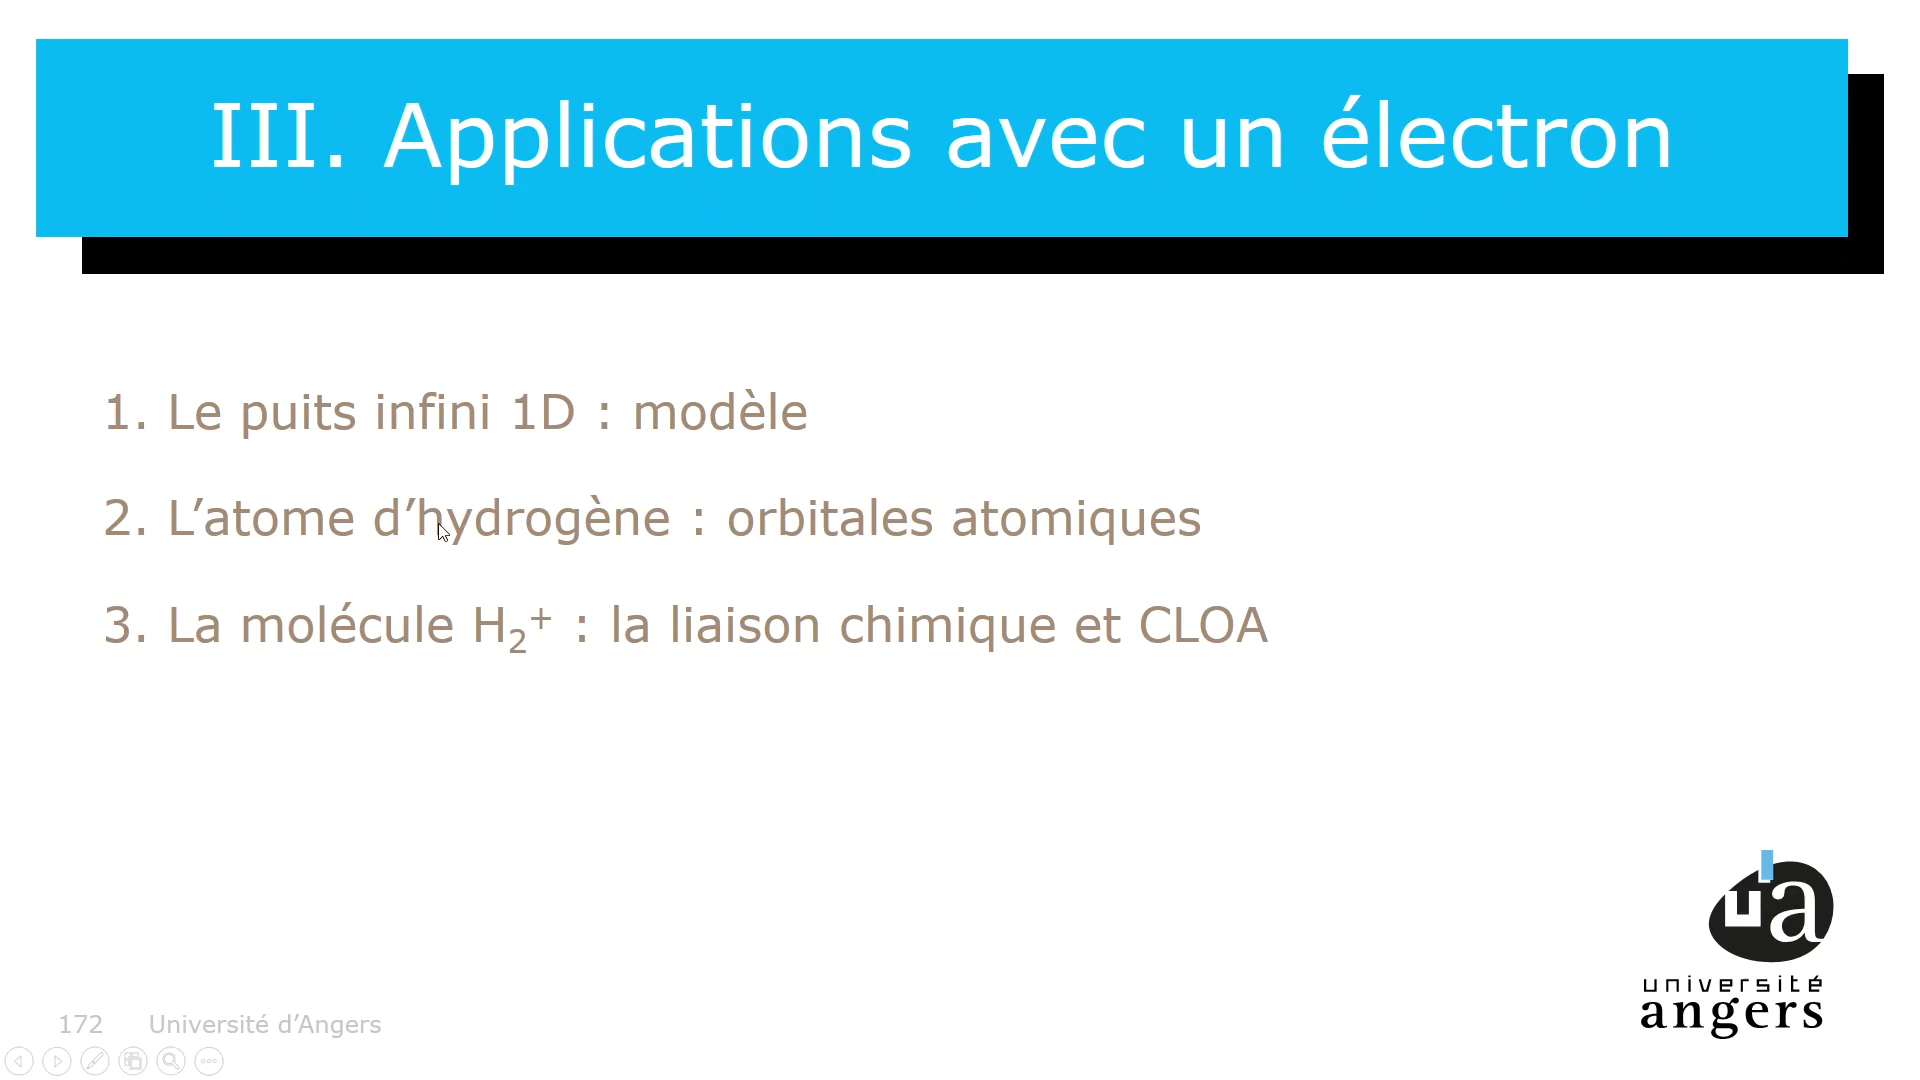 III. Applications avec un électron
1. Le puits infini 1D : modèle
2. L’atome d’hydrogène : orbitales atomiques
3. La molécule H₂⁺ : la liaison chimique et CLOA
ua
université
angers
172 Université d’Angers